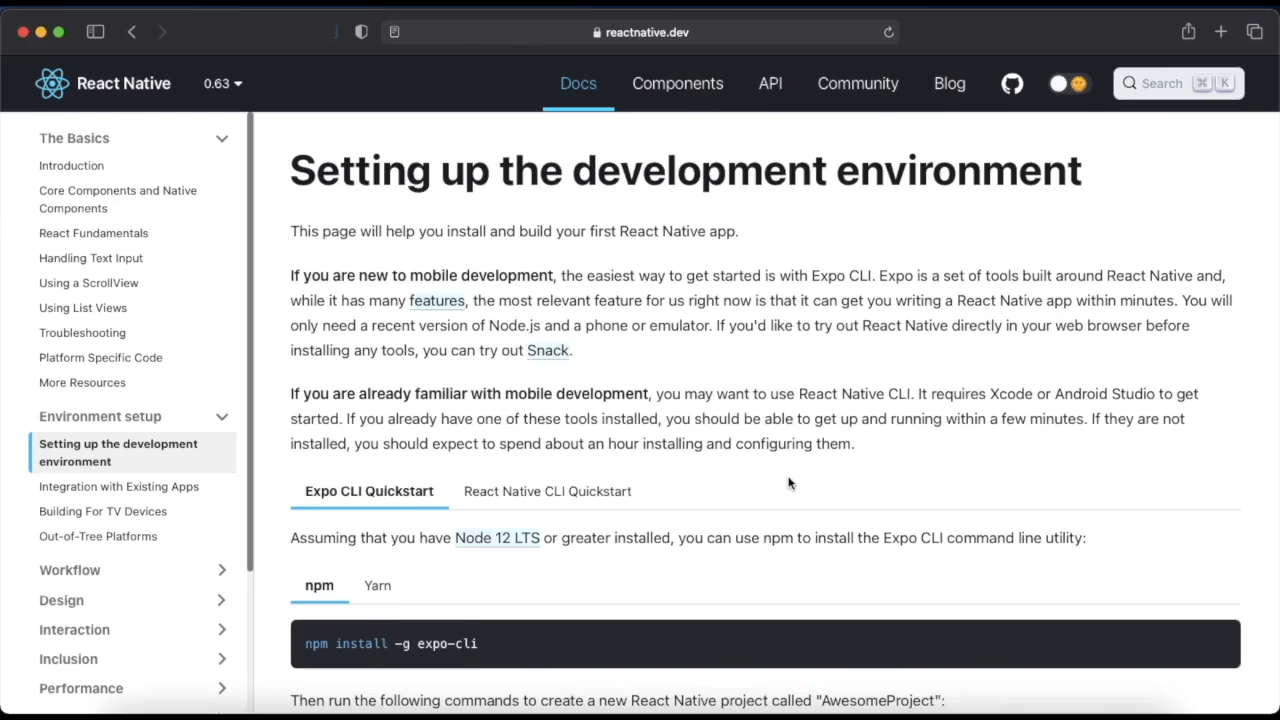 reactnative.dev
React Native
0.63
Docs
Components
API
Community
Blog
Search ⌘ K
The Basics
Introduction
Core Components and Native
Components
React Fundamentals
Handling Text Input
Using a ScrollView
Using List Views
Troubleshooting
Platform Specific Code
More Resources
Environment setup
Setting up the development
environment
Integration with Existing Apps
Building For TV Devices
Out-of-Tree Platforms
Workflow
Design
Interaction
Inclusion
Performance
Setting up the development environment
This page will help you install and build your first React Native app.
If you are new to mobile development, the easiest way to get started is with Expo CLI. Expo is a set of tools built around React Native and,
while it has many features, the most relevant feature for us right now is that it can get you writing a React Native app within minutes. You will
only need a recent version of Node.js and a phone or emulator. If you'd like to try out React Native directly in your web browser before
installing any tools, you can try out Snack.
If you are already familiar with mobile development, you may want to use React Native CLI. It requires Xcode or Android Studio to get
started. If you already have one of these tools installed, you should be able to get up and running within a few minutes. If they are not
installed, you should expect to spend about an hour installing and configuring them.
Expo CLI Quickstart
React Native CLI Quickstart
Assuming that you have Node 12 LTS or greater installed, you can use npm to install the Expo CLI command line utility:
npm
Yarn
npm install -g expo-cli
Then run the following commands to create a new React Native project called "AwesomeProject":